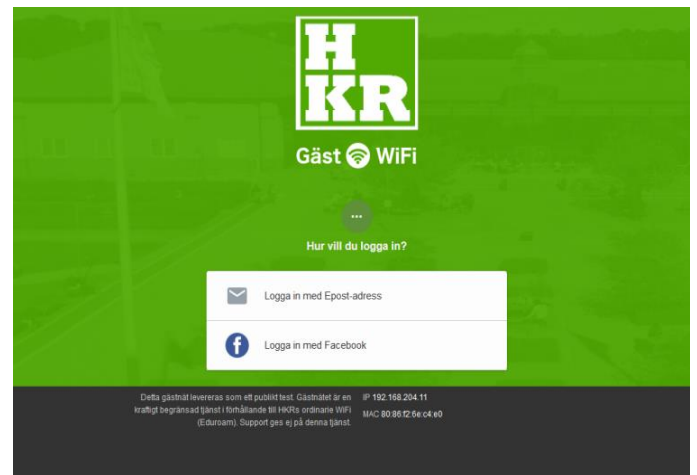 H
KR
Gäst WiFi
Hur vill du logga in?
Logga in med Epost-adress
Logga in med Facebook
Detta gästnät levereras som ett publikt test. Gästnätet är en
kraftigt begränsad tjänst i förhållande till HKRs ordinarie WiFi
(Eduroam). Support ges ej på denna tjänst.
IP 192.168.204.11
MAC 80:86:f2:6e:c4:e0